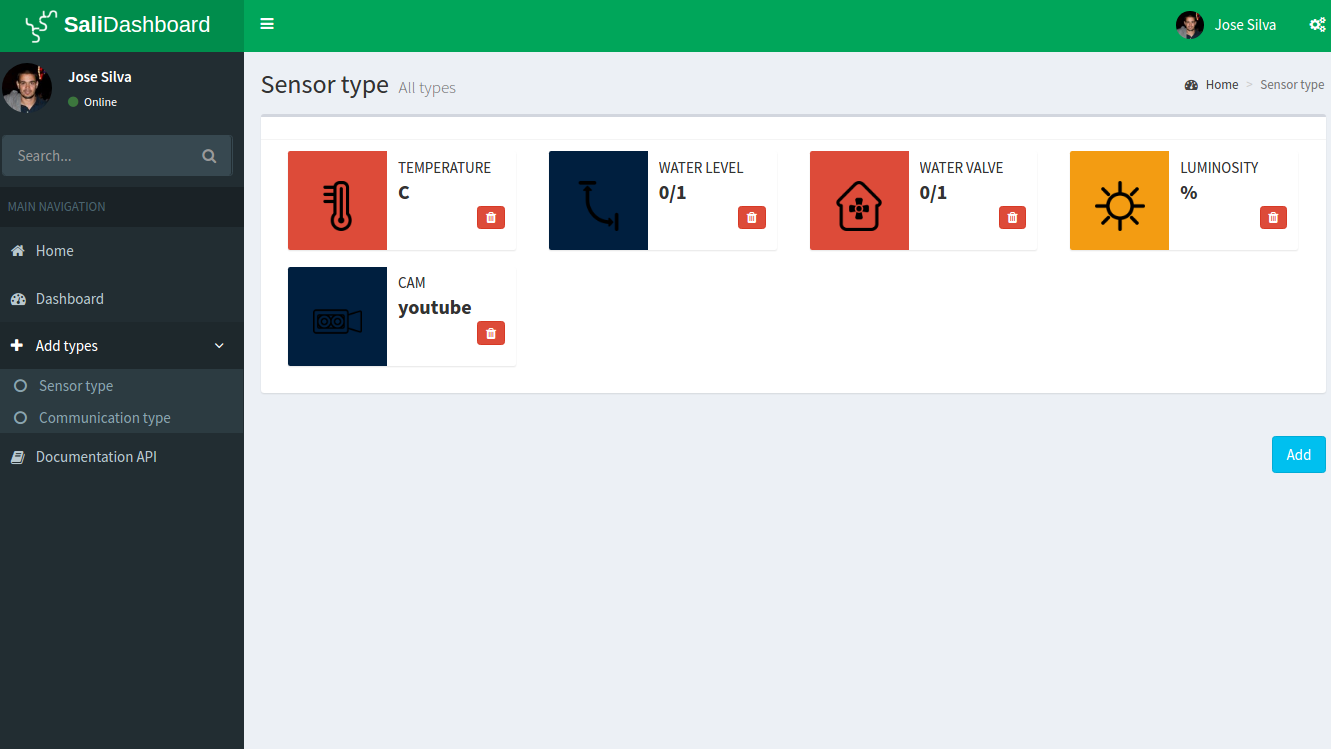 SaliDashboard
Jose Silva
Jose Silva
Online
Search...
MAIN NAVIGATION
Home
Dashboard
Add types
Sensor type
Communication type
Documentation API
Sensor type All types
Home > Sensor type
TEMPERATURE
C
WATER LEVEL
0/1
WATER VALVE
0/1
LUMINOSITY
%
CAM
youtube
Add